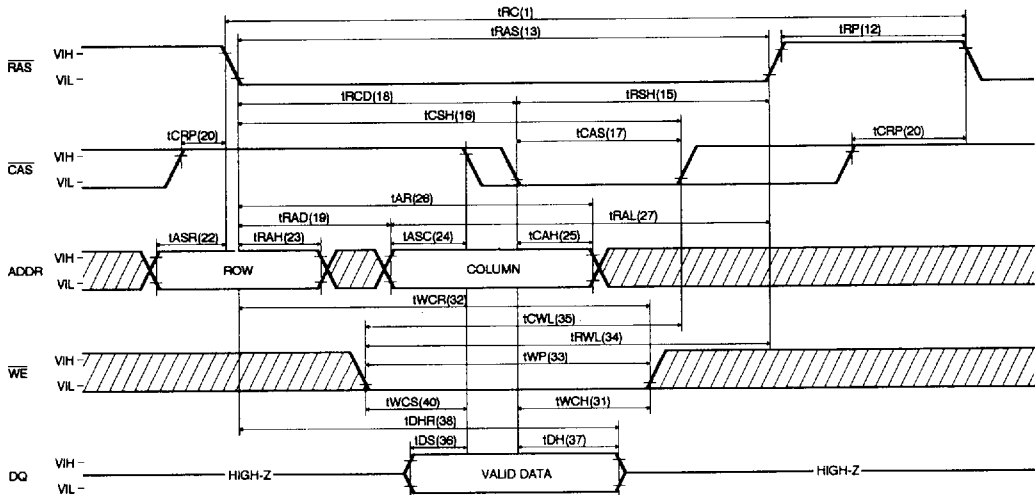 tRC(1)
tRAS(13)
tRP(12)
RAS
VIH
VIL
tRCD(18)
tRSH(15)
tCSH(16)
tCRP(20)
tCAS(17)
tCRP(20)
CAS
VIH
VIL
tAR(26)
tRAD(19)
tRAL(27)
tASR(22)
tRAH(23)
tASC(24)
tCAH(25)
ADDR
VIH
VIL
ROW
COLUMN
tWCR(32)
tCWL(35)
tRWL(34)
tWP(33)
WE
VIH
VIL
tWCS(40)
tWCH(31)
tDHR(38)
tDS(36)
tDH(37)
DQ
VIH
VIL
HIGH-Z
VALID DATA
HIGH-Z